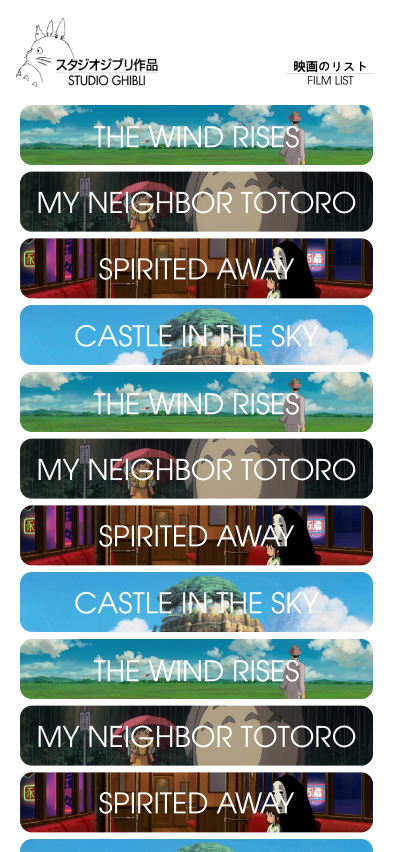 スタジオジブリ作品
STUDIO GHIBLI
映画のリスト
FILM LIST
THE WIND RISES
MY NEIGHBOR TOTORO
SPIRITED AWAY
CASTLE IN THE SKY
THE WIND RISES
MY NEIGHBOR TOTORO
SPIRITED AWAY
CASTLE IN THE SKY
THE WIND RISES
MY NEIGHBOR TOTORO
SPIRITED AWAY